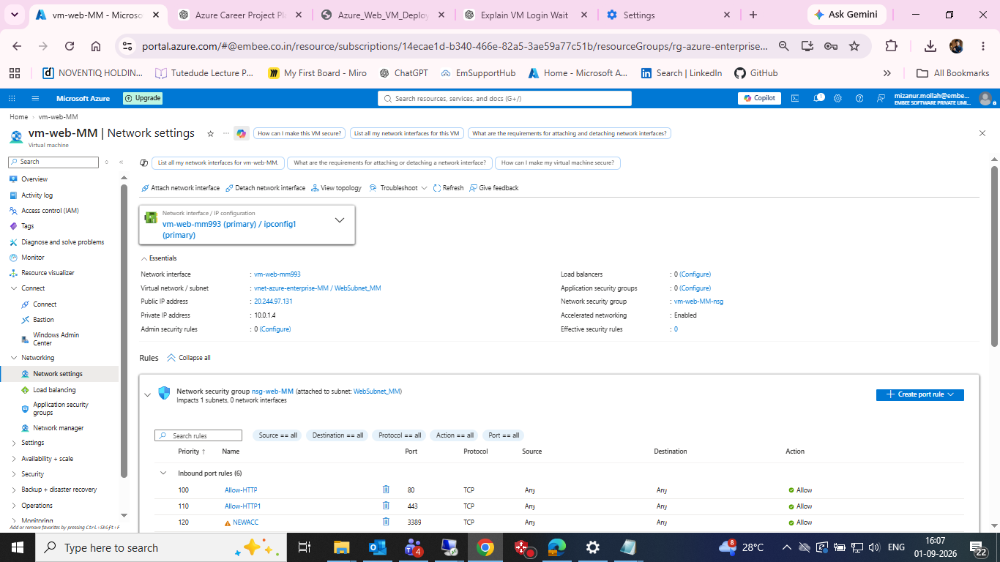 vm-web-MM - Microso
Azure Career Project Pl
Azure_Web_VM_Deploy
Explain VM Login Wait
Settings
Ask Gemini
portal.azure.com/#@embee.co.in/resource/subscriptions/14ecae1d-b340-466e-82a5-3ae59a77c51b/resourceGroups/rg-azure-enterprise...
NOVENTIQ HOLDIN...
Tutedude Lecture P...
My First Board - Miro
ChatGPT
EmSupportHub
Home - Microsoft A...
Search | LinkedIn
GitHub
All Bookmarks
Microsoft Azure
Upgrade
Search resources, services, and docs (G+/)
Copilot
1
mizanur.mollah@embe...
EMBEE SOFTWARE PRIVATE LIMI...
Home > vm-web-MM
vm-web-MM | Network settings
Virtual machine
How can I make this VM secure?
List all my network interfaces for this VM
What are the requirements for attaching and detaching network interfaces?
Search
List all my network interfaces for vm-web-MM.
What are the requirements for attaching or detaching a network interface?
How can I make my virtual machine secure?
Overview
Activity log
Access control (IAM)
Tags
Diagnose and solve problems
Monitor
Resource visualizer
Connect
Connect
Bastion
Windows Admin
Center
Networking
Network settings
Load balancing
Application security
groups
Network manager
Settings
Availability + scale
Security
Backup + disaster recovery
Operations
Monitoring
Add or remove favorites by pressing Ctrl+Shift+F
Attach network interface
Detach network interface
View topology
Troubleshoot
Refresh
Give feedback
Network interface / IP configuration
vm-web-mm993 (primary) / ipconfig1
(primary)
Essentials
Network interface : vm-web-mm993
Virtual network / subnet : vnet-azure-enterprise-MM / WebSubnet_MM
Public IP address : 20.244.97.131
Private IP address : 10.0.1.4
Admin security rules : 0 (Configure)
Load balancers : 0 (Configure)
Application security groups : 0 (Configure)
Network security group : vm-web-MM-nsg
Accelerated networking : Enabled
Effective security rules : 0
Rules
Collapse all
Network security group nsg-web-MM (attached to subnet: WebSubnet_MM)
Impacts 1 subnets, 0 network interfaces
Create port rule
Search rules
Source == all
Destination == all
Protocol == all
Action == all
Port == all
Priority ↑ Name Port Protocol Source Destination Action
Inbound port rules (6)
100 Allow-HTTP 80 TCP Any Any Allow
110 Allow-HTTP1 443 TCP Any Any Allow
120 NEWACC 3389 TCP Any Any Allow
Type here to search
4
8
28°C
ENG
16:07
01-09-2026
22